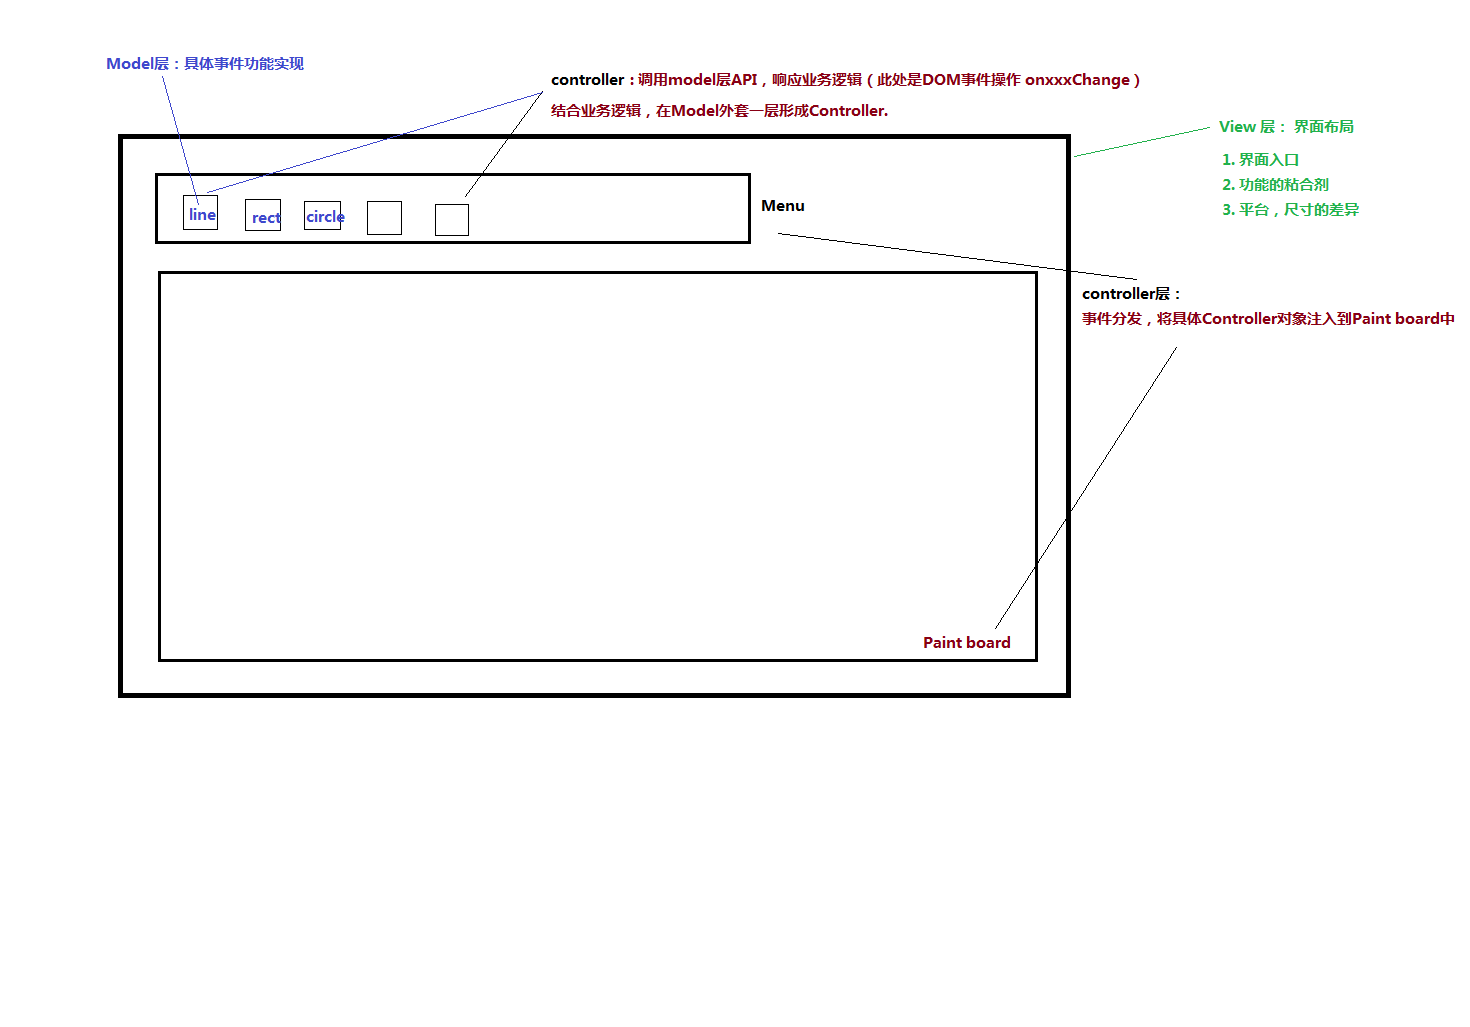 Model层：具体事件功能实现
controller：调用model层API，响应业务逻辑（此处是DOM事件操作 onxxxChange）
结合业务逻辑，在Model外套一层形成Controller.
View 层： 界面布局
1. 界面入口
2. 功能的粘合剂
3. 平台，尺寸的差异
line
rect
circle
Menu
controller层：
事件分发，将具体Controller对象注入到Paint board中
Paint board